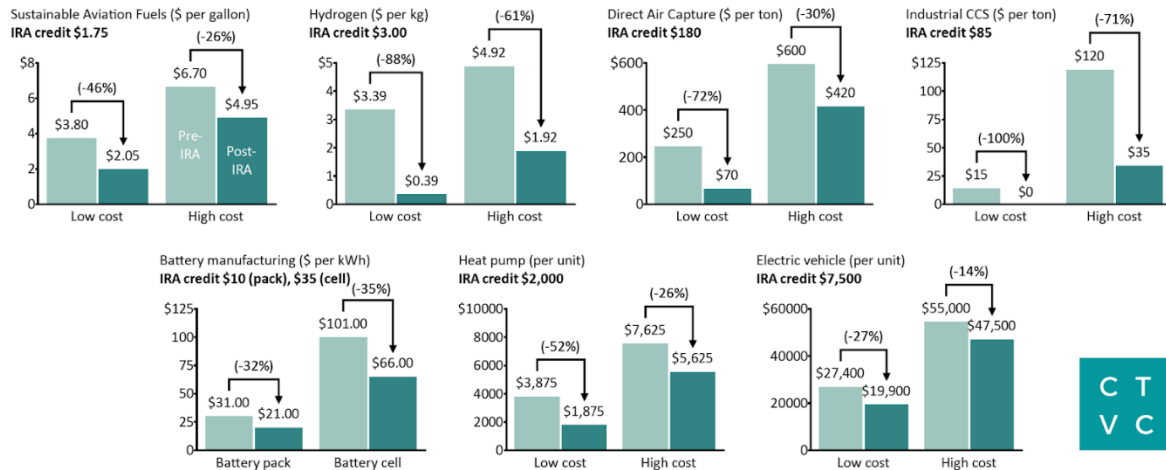 Sustainable Aviation Fuels ($ per gallon)
IRA credit $1.75
$8
6
4
2
0
(-46%)
(-26%)
$3.80
$2.05
$6.70
$4.95
Pre-
IRA
Post-
IRA
Low cost
High cost
Hydrogen ($ per kg)
IRA credit $3.00
$5
4
3
2
1
0
(-88%)
(-61%)
$3.39
$0.39
$4.92
$1.92
Low cost
High cost
Direct Air Capture ($ per ton)
IRA credit $180
$600
400
200
0
(-72%)
(-30%)
$250
$70
$600
$420
Low cost
High cost
Industrial CCS ($ per ton)
IRA credit $85
$125
100
75
50
25
0
(-100%)
(-71%)
$15
$0
$120
$35
Low cost
High cost
Battery manufacturing ($ per kWh)
IRA credit $10 (pack), $35 (cell)
$125
100
75
50
25
0
(-32%)
(-35%)
$31.00
$21.00
$101.00
$66.00
Battery pack
Battery cell
Heat pump (per unit)
IRA credit $2,000
$10000
8000
6000
4000
2000
0
(-52%)
(-26%)
$3,875
$1,875
$7,625
$5,625
Low cost
High cost
Electric vehicle (per unit)
IRA credit $7,500
$60000
40000
20000
0
(-27%)
(-14%)
$27,400
$19,900
$55,000
$47,500
Low cost
High cost
C T
V C